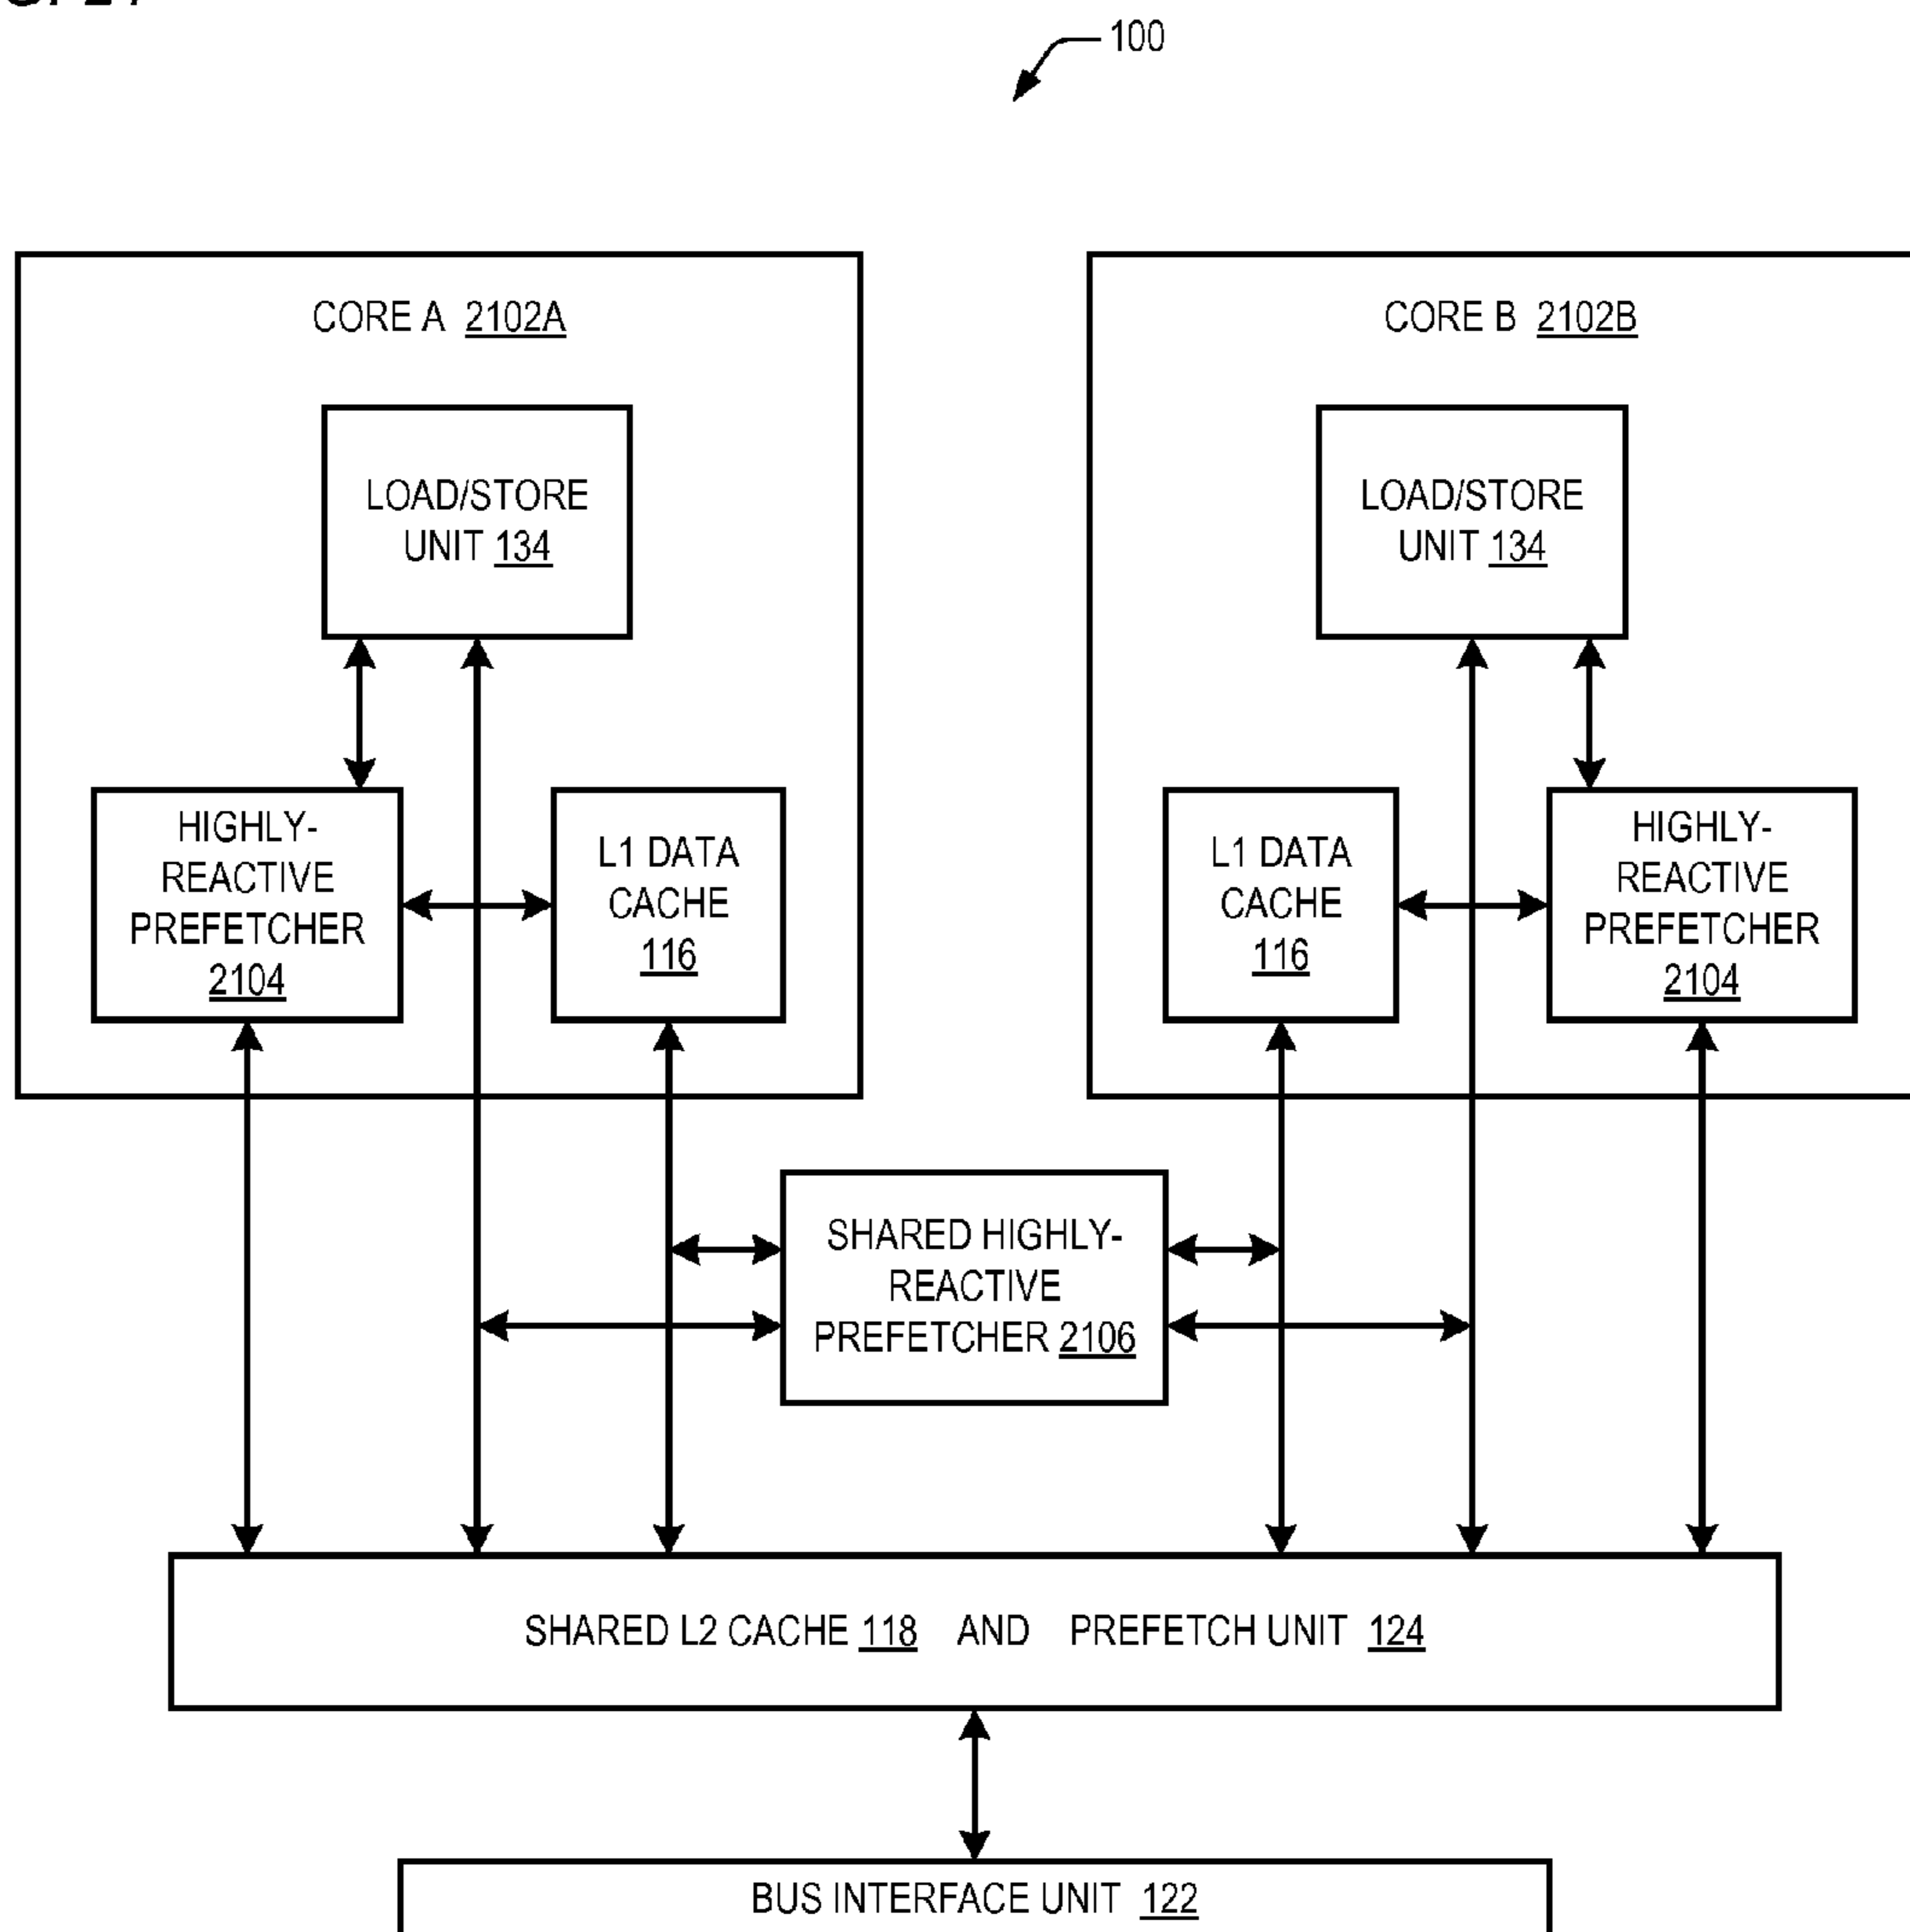 100
CORE A 2102A
LOAD/STORE
UNIT 134
HIGHLY-
REACTIVE
PREFETCHER
2104
L1 DATA
CACHE
116
CORE B 2102B
LOAD/STORE
UNIT 134
L1 DATA
CACHE
116
HIGHLY-
REACTIVE
PREFETCHER
2104
SHARED HIGHLY-
REACTIVE
PREFETCHER 2106
SHARED L2 CACHE 118 AND PREFETCH UNIT 124
BUS INTERFACE UNIT 122